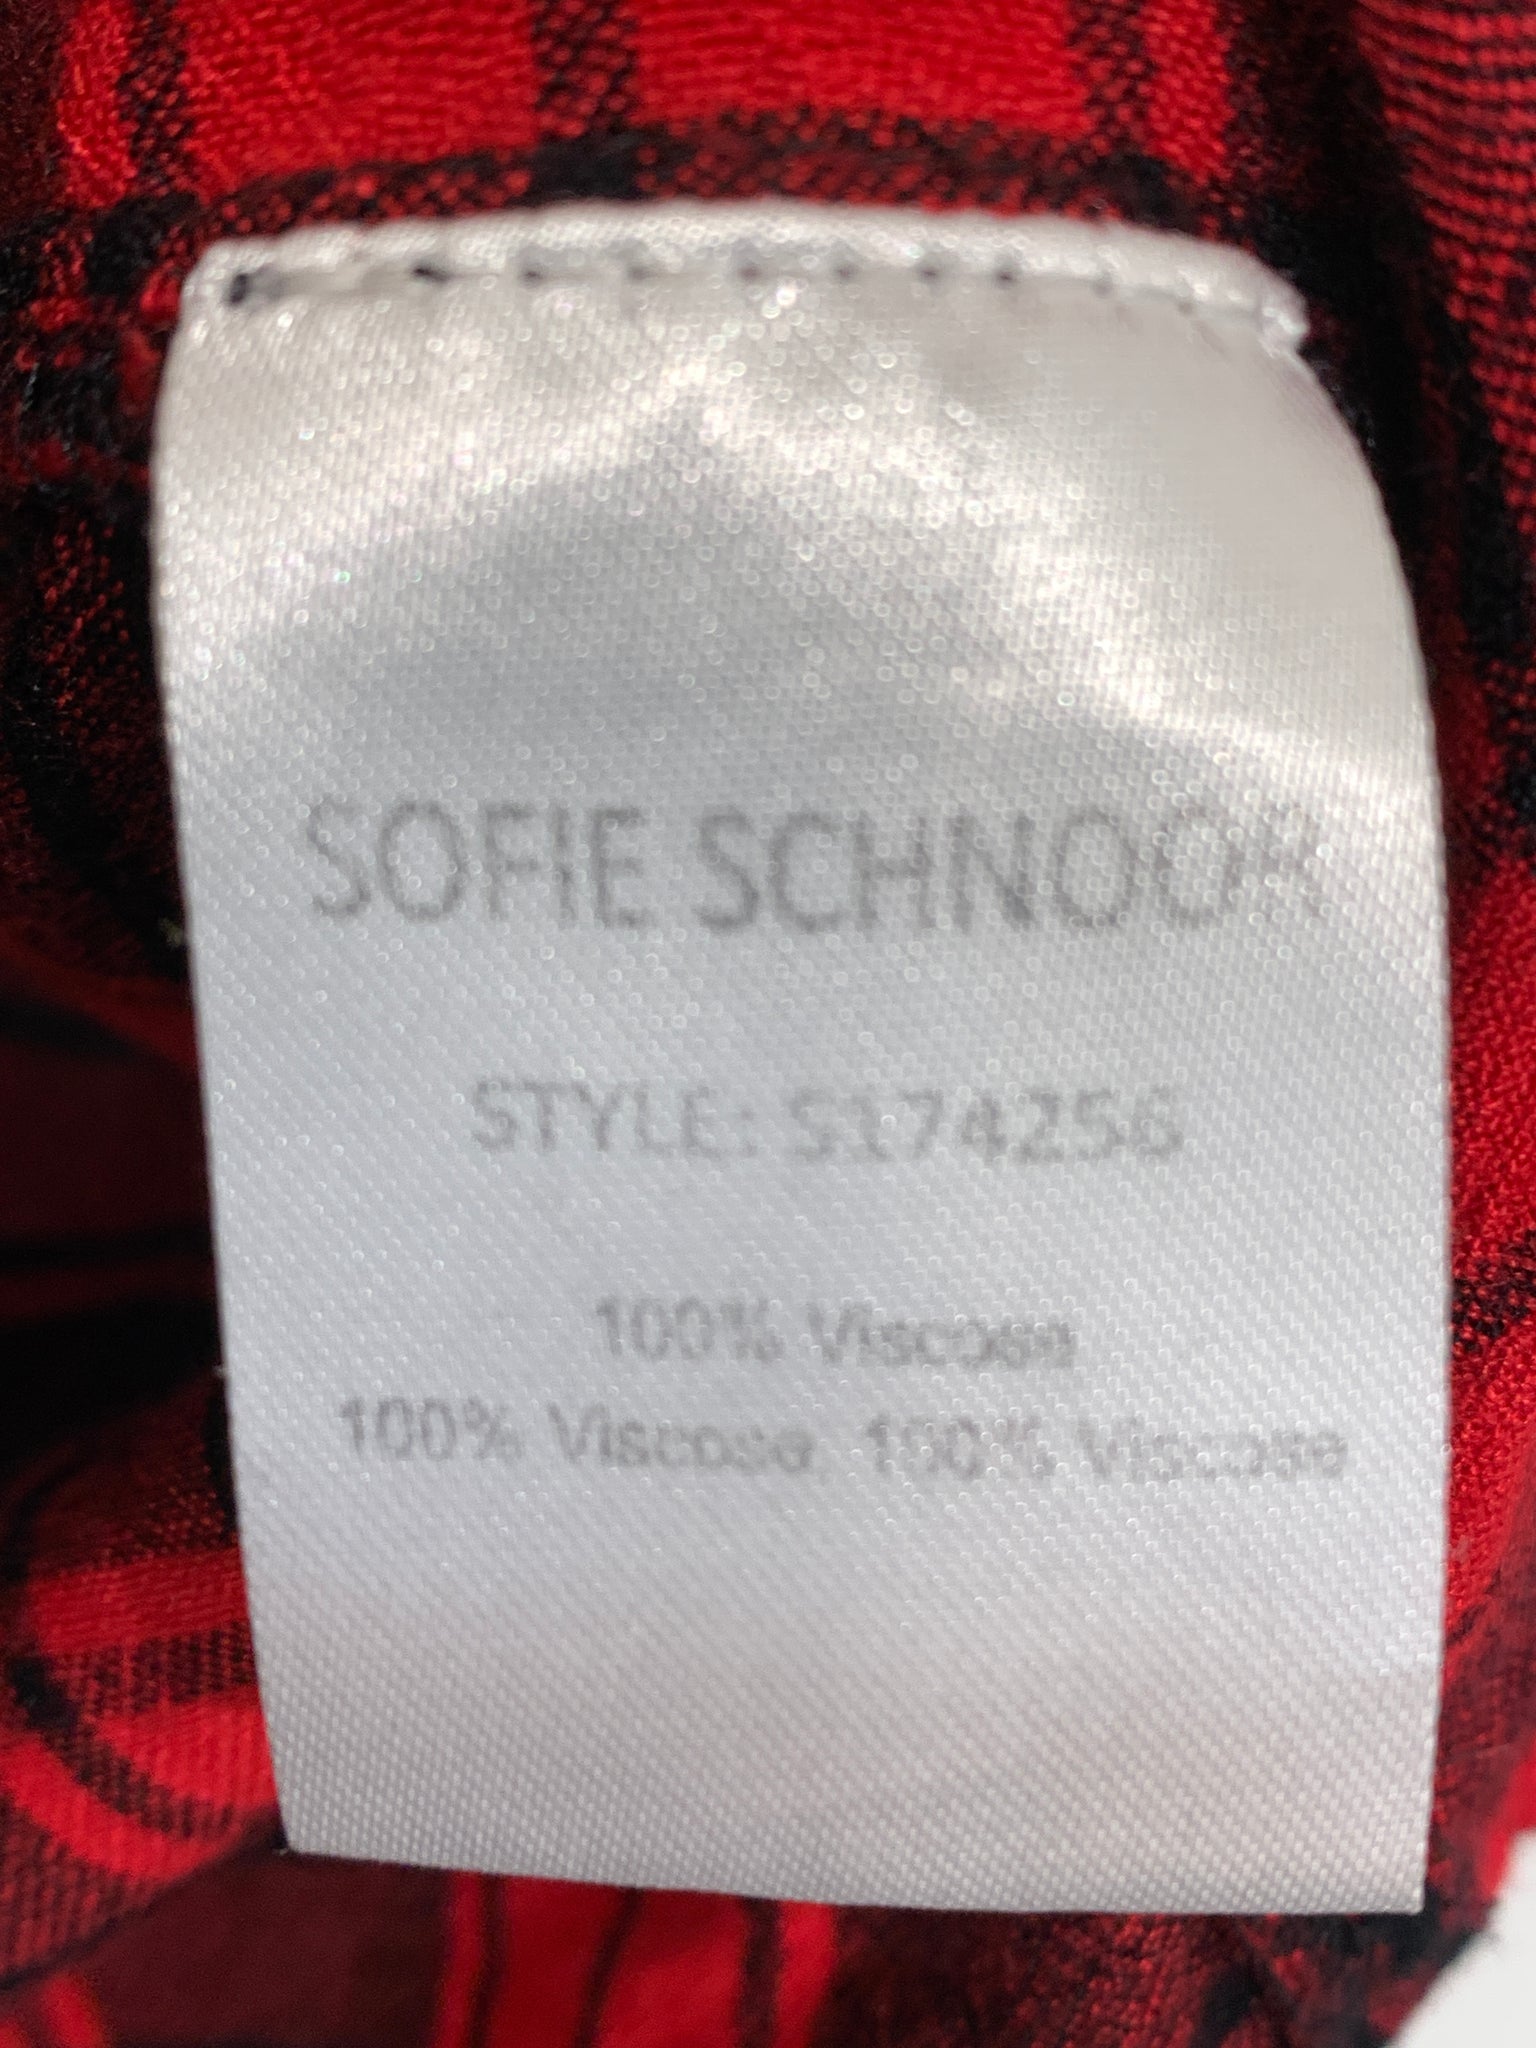 SOFIE SCHNOOR
STYLE: S174256
100% Viscose
100% Viscose 100% Viscose